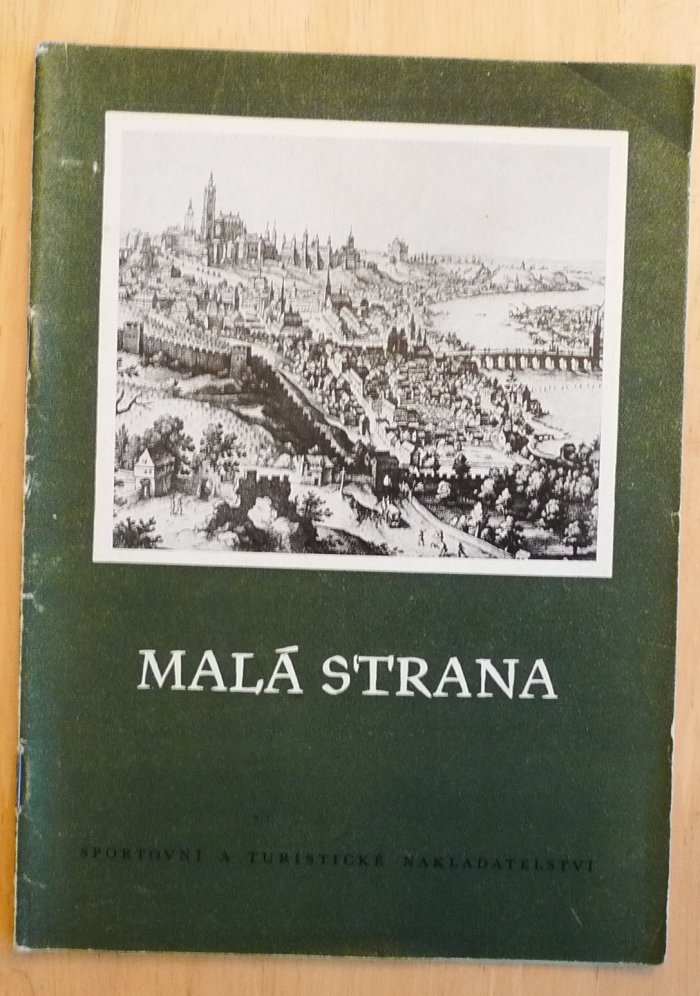 MALÁ STRANA
SPORTOVNÍ A TURISTICKÉ NAKLADATELSTVÍ